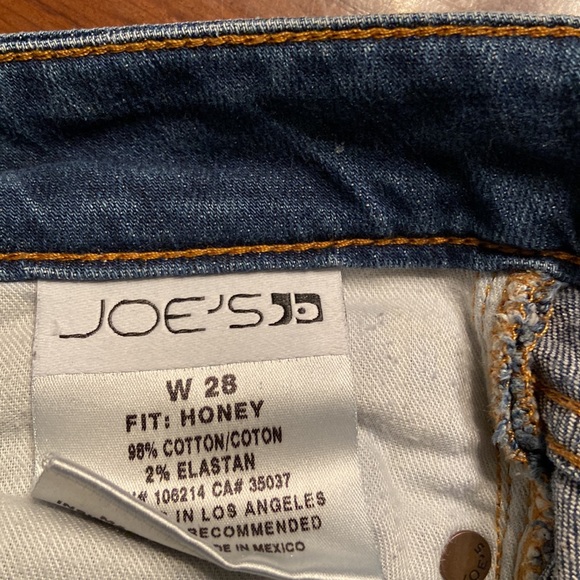 JOE'S
W 28
FIT: HONEY
98% COTTON/COTON
2% ELASTAN
# 106214 CA# 35037
IN LOS ANGELES
RECOMMENDED
DE IN MEXICO